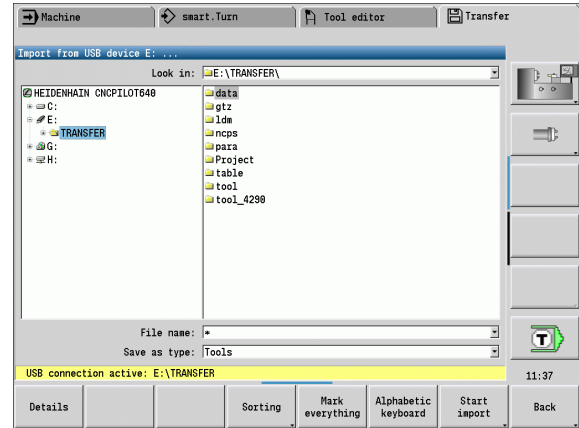 Machine
smart.Turn
Tool editor
Transfer
Import from USB device E: ...
Look in: E:\TRANSFER\
HEIDENHAIN CNCPILOT640
C:
E:
TRANSFER
G:
H:
data
gtz
ldm
ncps
para
Project
table
tool
tool_4290
File name: *
Save as type: Tools
USB connection active: E:\TRANSFER
T
11:37
Details
Sorting
Mark everything
Alphabetic keyboard
Start import
Back